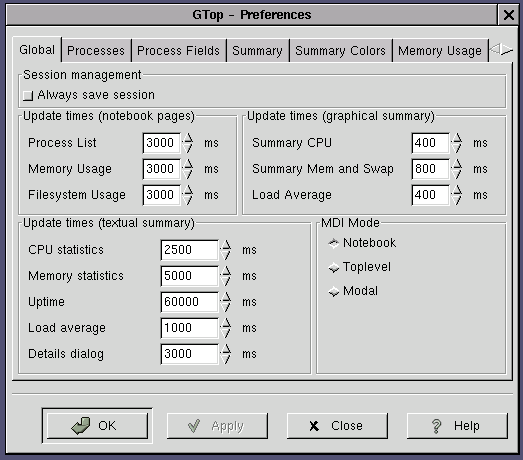 GTop - Preferences
Global Processes Process Fields Summary Summary Colors Memory Usage
Session management
Always save session
Update times (notebook pages)
Process List 3000 ms
Memory Usage 3000 ms
Filesystem Usage 3000 ms
Update times (graphical summary)
Summary CPU 400 ms
Summary Mem and Swap 800 ms
Load Average 400 ms
Update times (textual summary)
CPU statistics 2500 ms
Memory statistics 5000 ms
Uptime 60000 ms
Load average 1000 ms
Details dialog 3000 ms
MDI Mode
Notebook
Toplevel
Modal
OK Apply Close Help